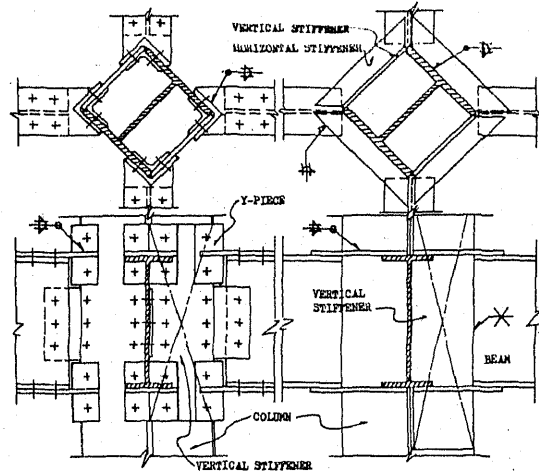 VERTICAL STIFFENER
HORIZONTAL STIFFENER
Y-PIECE
VERTICAL
STIFFENER
BEAM
COLUMN
VERTICAL STIFFENER